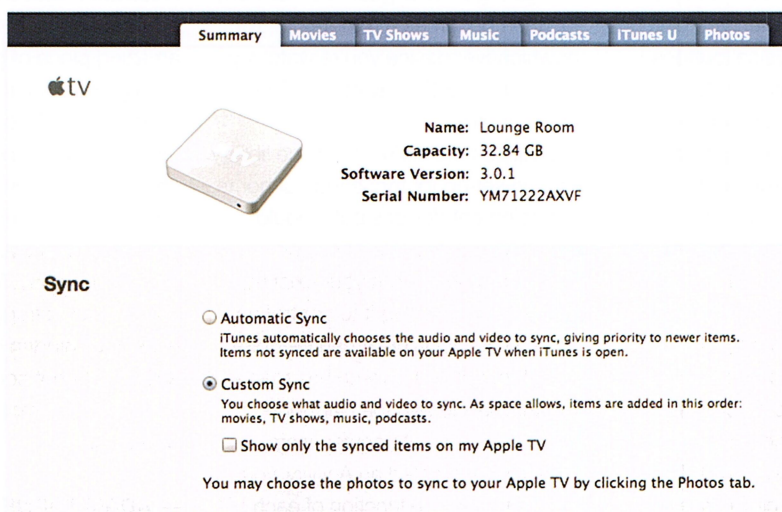 Summary Movies TV Shows Music Podcasts iTunes U Photos
tv
Name: Lounge Room
Capacity: 32.84 GB
Software Version: 3.0.1
Serial Number: YM71222AXVF
Sync
Automatic Sync
iTunes automatically chooses the audio and video to sync, giving priority to newer items.
Items not synced are available on your Apple TV when iTunes is open.
Custom Sync
You choose what audio and video to sync. As space allows, items are added in this order:
movies, TV shows, music, podcasts.
Show only the synced items on my Apple TV
You may choose the photos to sync to your Apple TV by clicking the Photos tab.